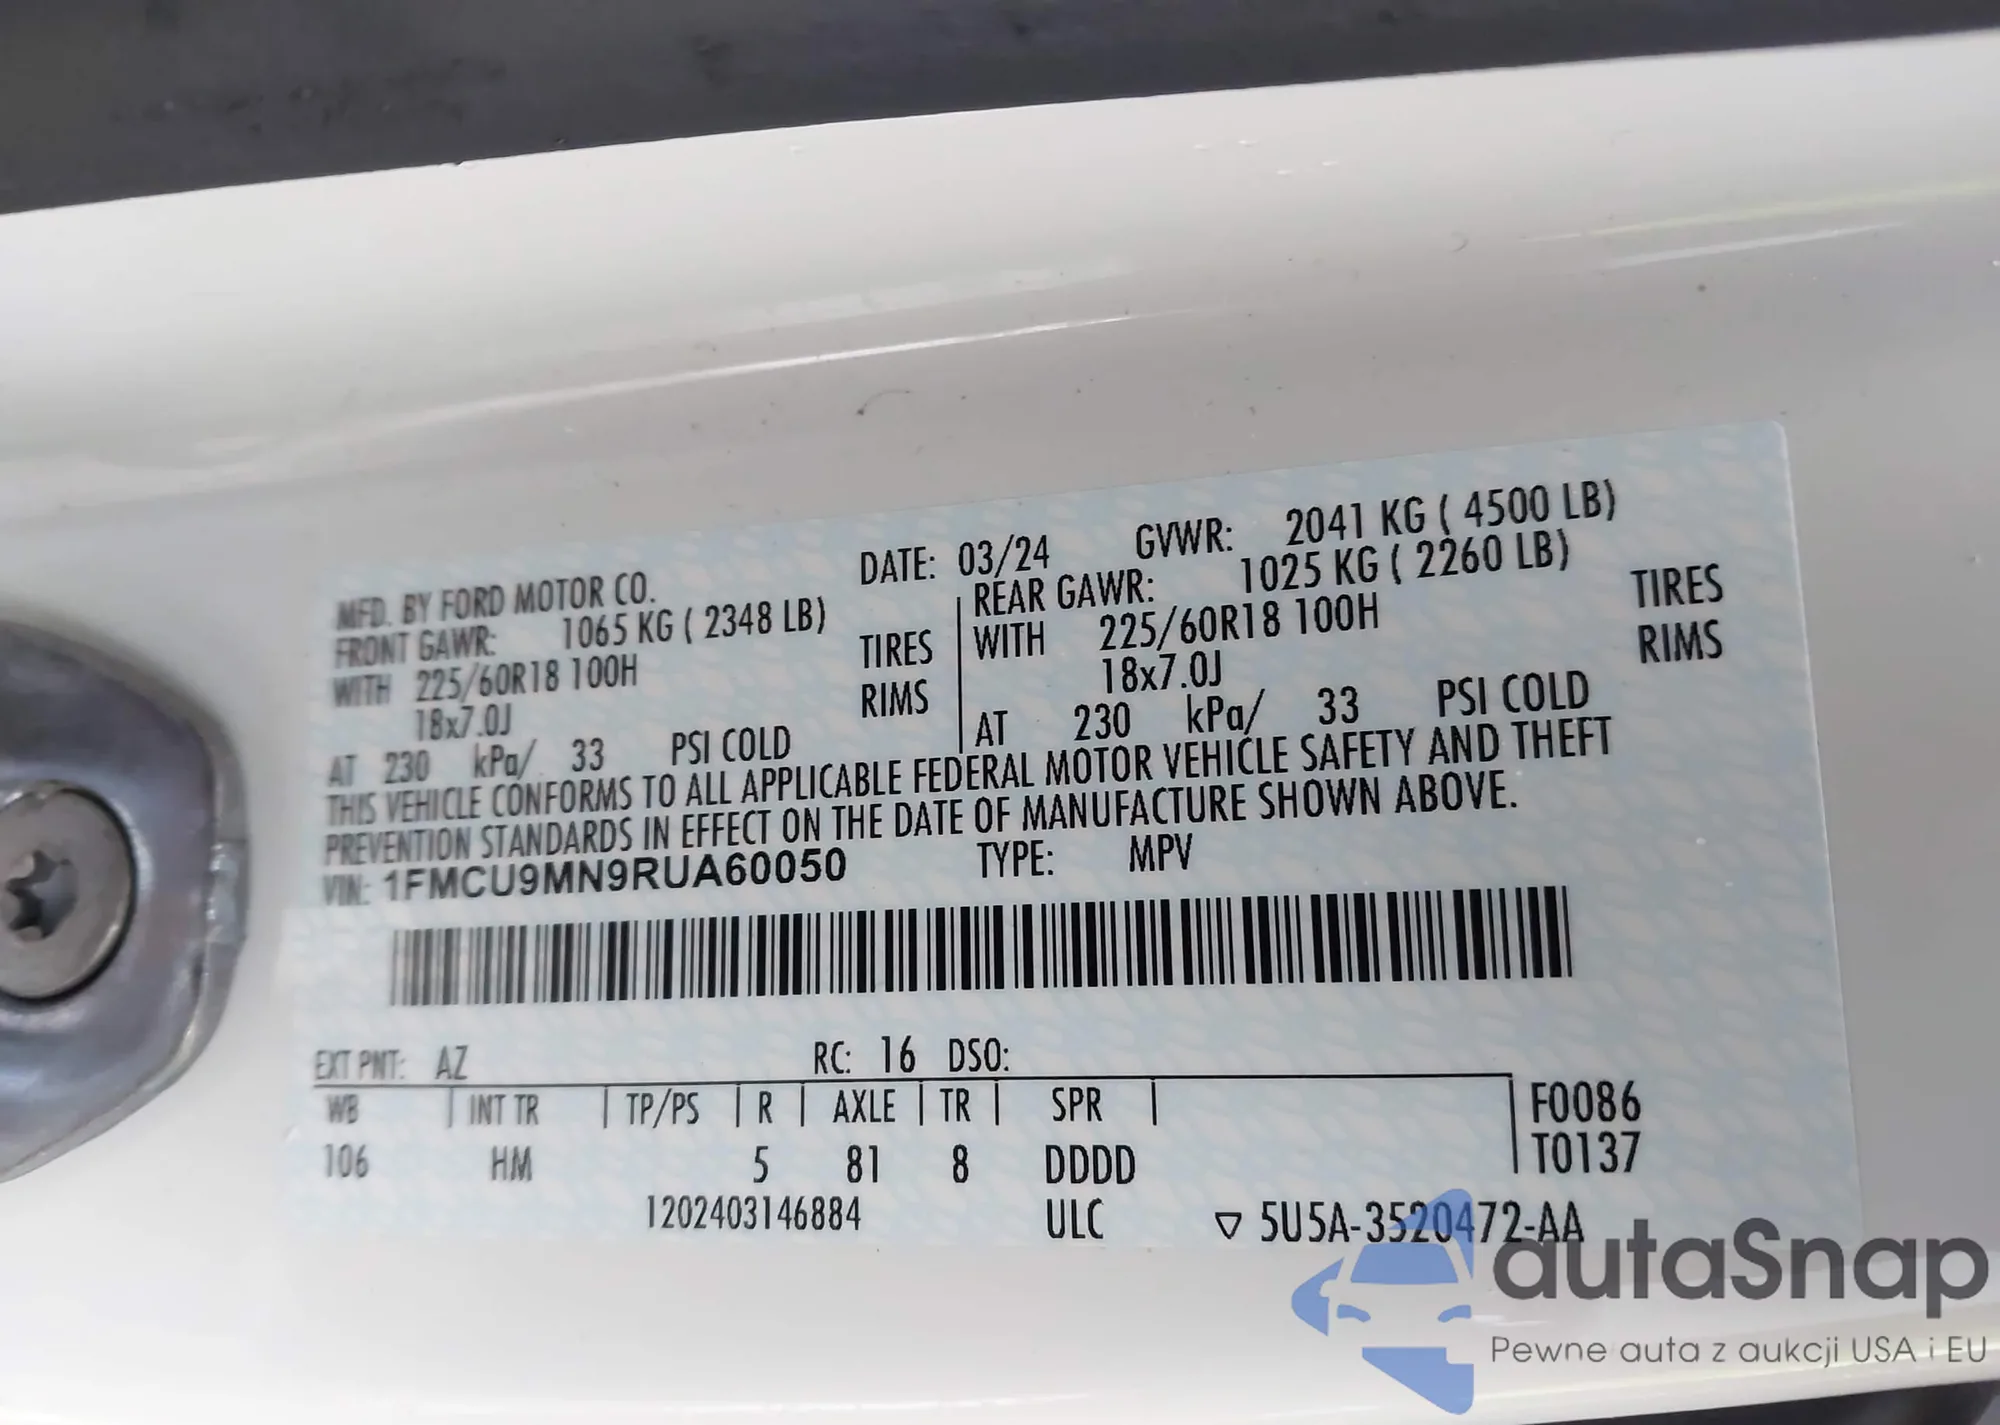 MFD. BY FORD MOTOR CO. DATE: 03/24 GVWR: 2041 KG ( 4500 LB)
FRONT GAWR: 1065 KG ( 2348 LB) REAR GAWR: 1025 KG ( 2260 LB)
WITH 225/60R18 100H TIRES WITH 225/60R18 100H TIRES
18x7.0J RIMS 18x7.0J RIMS
AT 230 kPa/ 33 PSI COLD AT 230 kPa/ 33 PSI COLD
THIS VEHICLE CONFORMS TO ALL APPLICABLE FEDERAL MOTOR VEHICLE SAFETY AND THEFT
PREVENTION STANDARDS IN EFFECT ON THE DATE OF MANUFACTURE SHOWN ABOVE.
VIN: 1FMCU9MN9RUA60050 TYPE: MPV
EXT PNT: AZ RC: 16 DSO:
WB INT TR TP/PS R AXLE TR SPR F0086
106 HM 5 81 8 DDDD T0137
1202403146884 ULC ▽ 5U5A-3520472-AA
autaSnap
Pewne auta z aukcji USA i EU